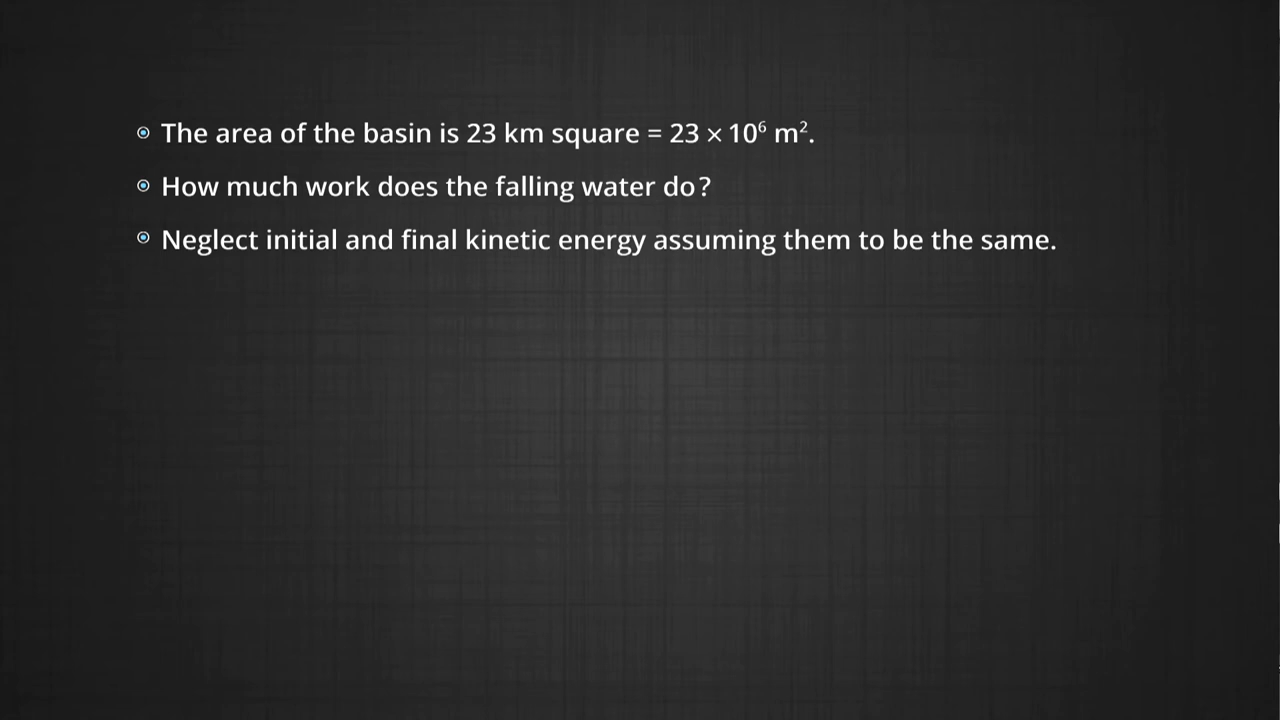 The area of the basin is 23 km square = 23 × 10⁶ m².
How much work does the falling water do?
Neglect initial and final kinetic energy assuming them to be the same.